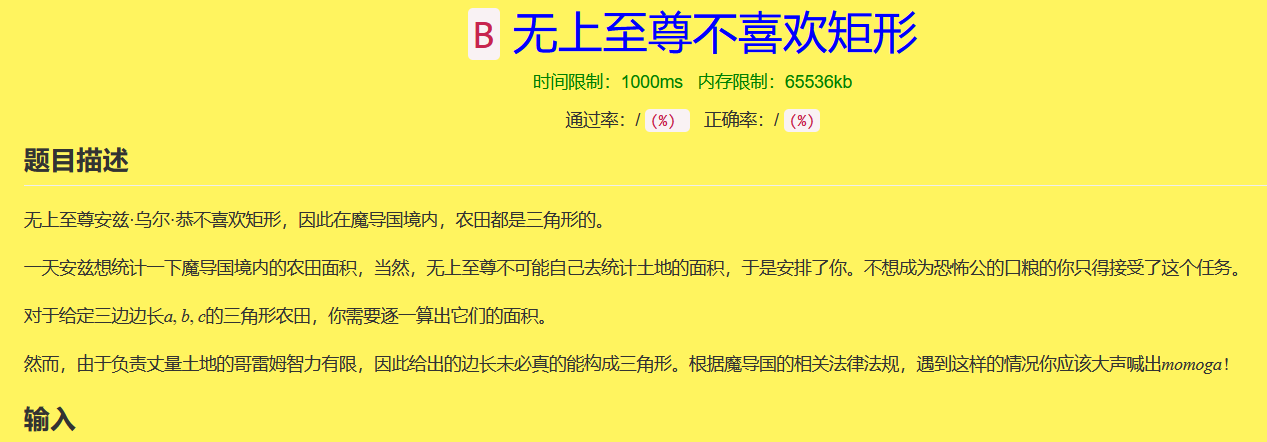 B 无上至尊不喜欢矩形
时间限制：1000ms 内存限制：65536kb
通过率：/ (%) 正确率：/ (%)
题目描述
无上至尊安兹·乌尔·恭不喜欢矩形，因此在魔导国境内，农田都是三角形的。
一天安兹想统计一下魔导国境内的农田面积，当然，无上至尊不可能自己去统计土地的面积，于是安排了你。不想成为恐怖公的口粮的你只得接受了这个任务。
对于给定三边边长a, b, c的三角形农田，你需要逐一算出它们的面积。
然而，由于负责丈量土地的哥雷姆智力有限，因此给出的边长未必真的能构成三角形。根据魔导国的相关法律法规，遇到这样的情况你应该大声喊出momoga!
输入